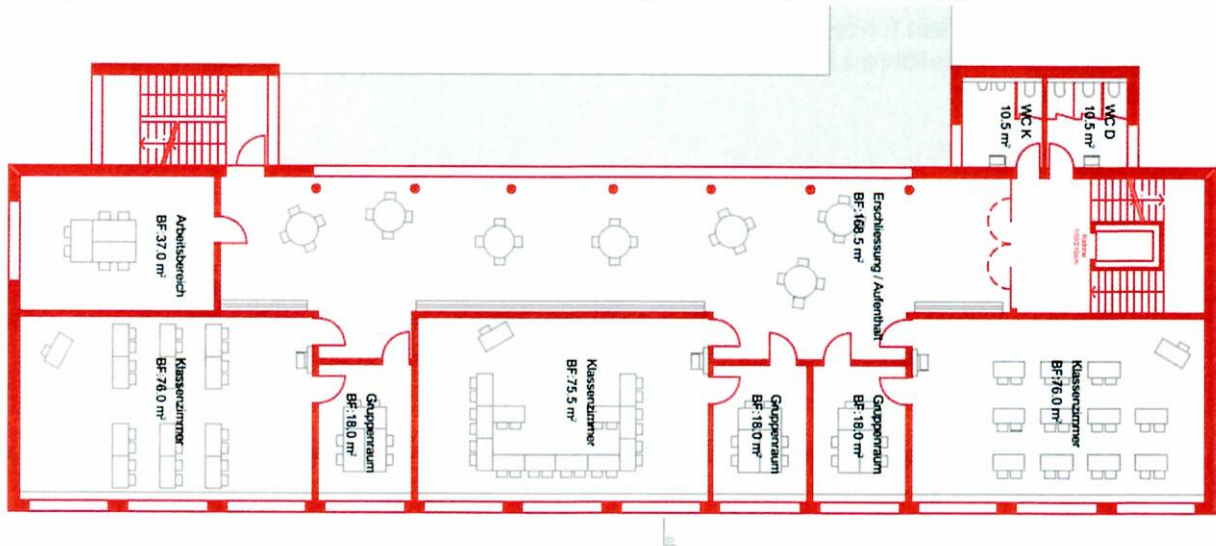 WC K
10.5 m²
WC D
10.5 m²
Arbeitsbereich
BF:37.0 m²
Erschliessung / Aufenthalt
BF:168.5 m²
Klassenzimmer
BF:76.0 m²
Gruppenraum
BF:18.0 m²
Klassenzimmer
BF:75.5 m²
Gruppenraum
BF:18.0 m²
Gruppenraum
BF:18.0 m²
Klassenzimmer
BF:76.0 m²